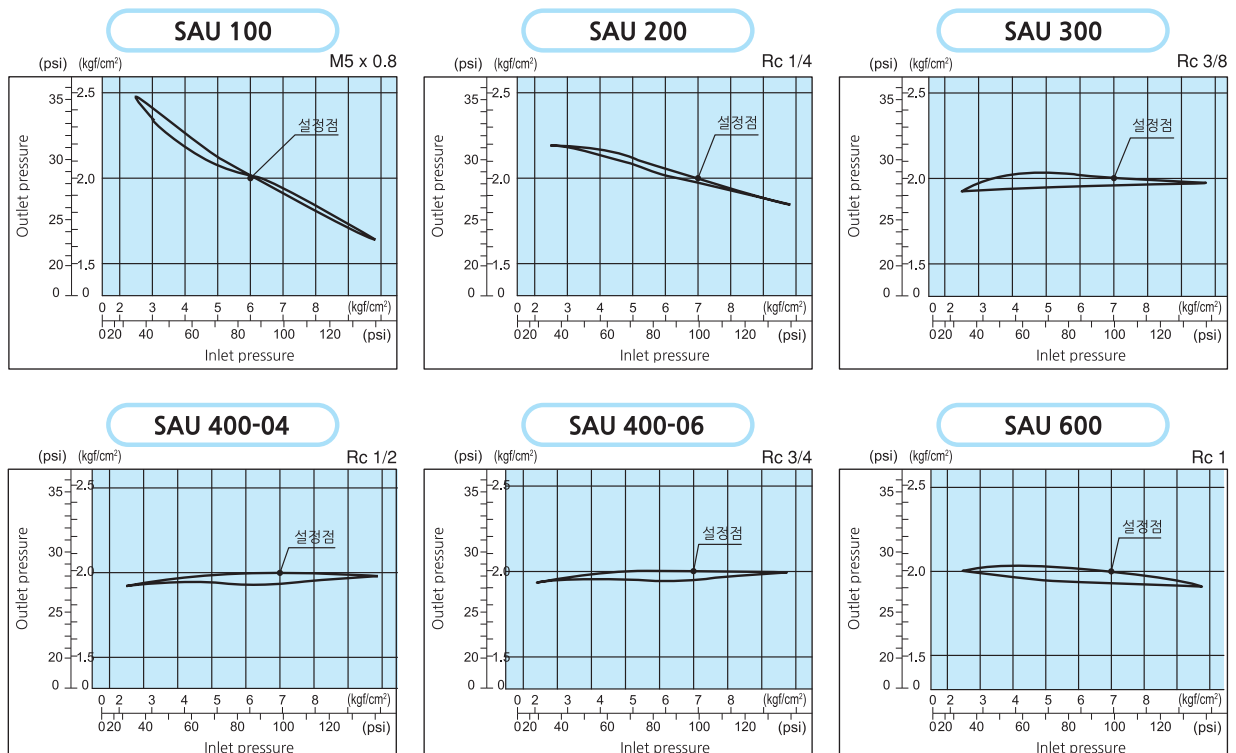 SAU 100
(psi) (kgf/cm²) M5 x 0.8
35 2.5
설정점
30 2.0
25
20 1.5
0 0
Outlet pressure
0 2 3 4 5 6 7 8 (kgf/cm²)
0 20 40 60 80 100 120 (psi)
Inlet pressure
SAU 200
(psi) (kgf/cm²) Rc 1/4
35 2.5
설정점
30 2.0
25
20 1.5
0 0
Outlet pressure
0 2 3 4 5 6 7 8 (kgf/cm²)
0 20 40 60 80 100 120 (psi)
Inlet pressure
SAU 300
(psi) (kgf/cm²) Rc 3/8
35 2.5
설정점
30 2.0
25
20 1.5
0 0
Outlet pressure
0 2 3 4 5 6 7 8 (kgf/cm²)
0 20 40 60 80 100 120 (psi)
Inlet pressure
SAU 400-04
(psi) (kgf/cm²) Rc 1/2
35 2.5
설정점
30 2.0
25
20 1.5
0 0
Outlet pressure
0 2 3 4 5 6 7 8 (kgf/cm²)
0 20 40 60 80 100 120 (psi)
Inlet pressure
SAU 400-06
(psi) (kgf/cm²) Rc 3/4
35 2.5
설정점
30 2.0
25
20 1.5
0 0
Outlet pressure
0 2 3 4 5 6 7 8 (kgf/cm²)
0 20 40 60 80 100 120 (psi)
Inlet pressure
SAU 600
(psi) (kgf/cm²) Rc 1
35 2.5
설정점
30 2.0
25
20 1.5
0 0
Outlet pressure
0 2 3 4 5 6 7 8 (kgf/cm²)
0 20 40 60 80 100 120 (psi)
Inlet pressure